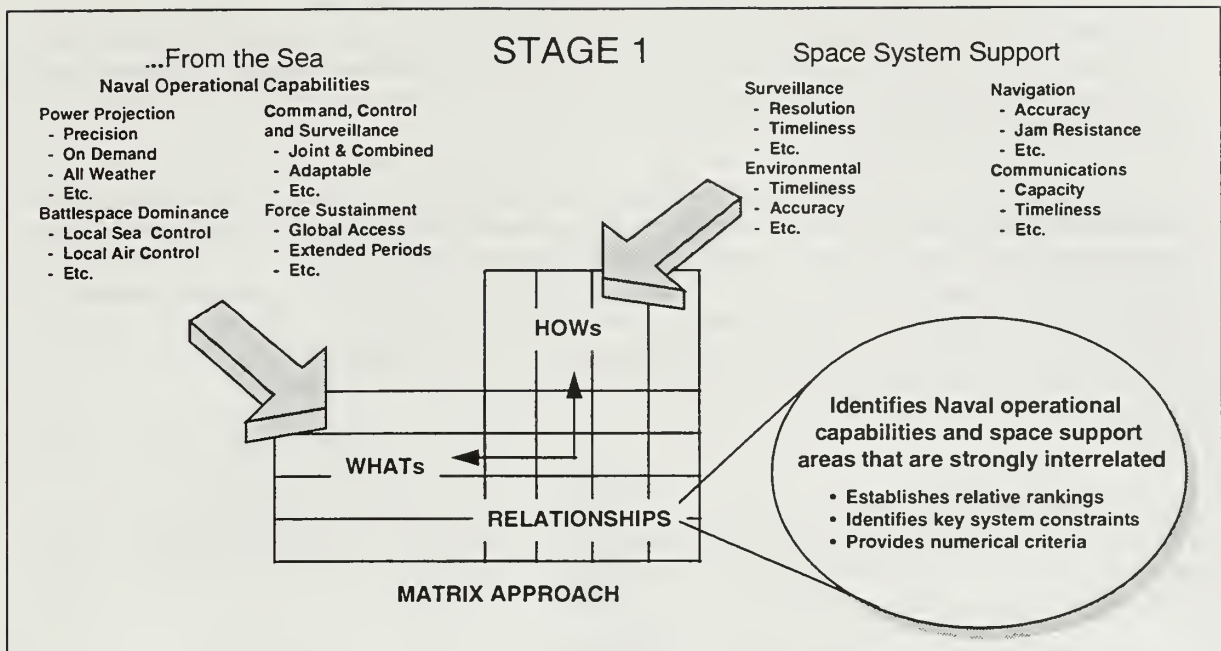 STAGE 1
...From the Sea
Naval Operational Capabilities
Power Projection
- Precision
- On Demand
- All Weather
- Etc.
Battlespace Dominance
- Local Sea Control
- Local Air Control
- Etc.
Command, Control
and Surveillance
- Joint & Combined
- Adaptable
- Etc.
Force Sustainment
- Global Access
- Extended Periods
- Etc.
Space System Support
Surveillance
- Resolution
- Timeliness
- Etc.
Environmental
- Timeliness
- Accuracy
- Etc.
Navigation
- Accuracy
- Jam Resistance
- Etc.
Communications
- Capacity
- Timeliness
- Etc.
HOWs
WHATs
RELATIONSHIPS
MATRIX APPROACH
Identifies Naval operational
capabilities and space support
areas that are strongly interrelated
• Establishes relative rankings
• Identifies key system constraints
• Provides numerical criteria